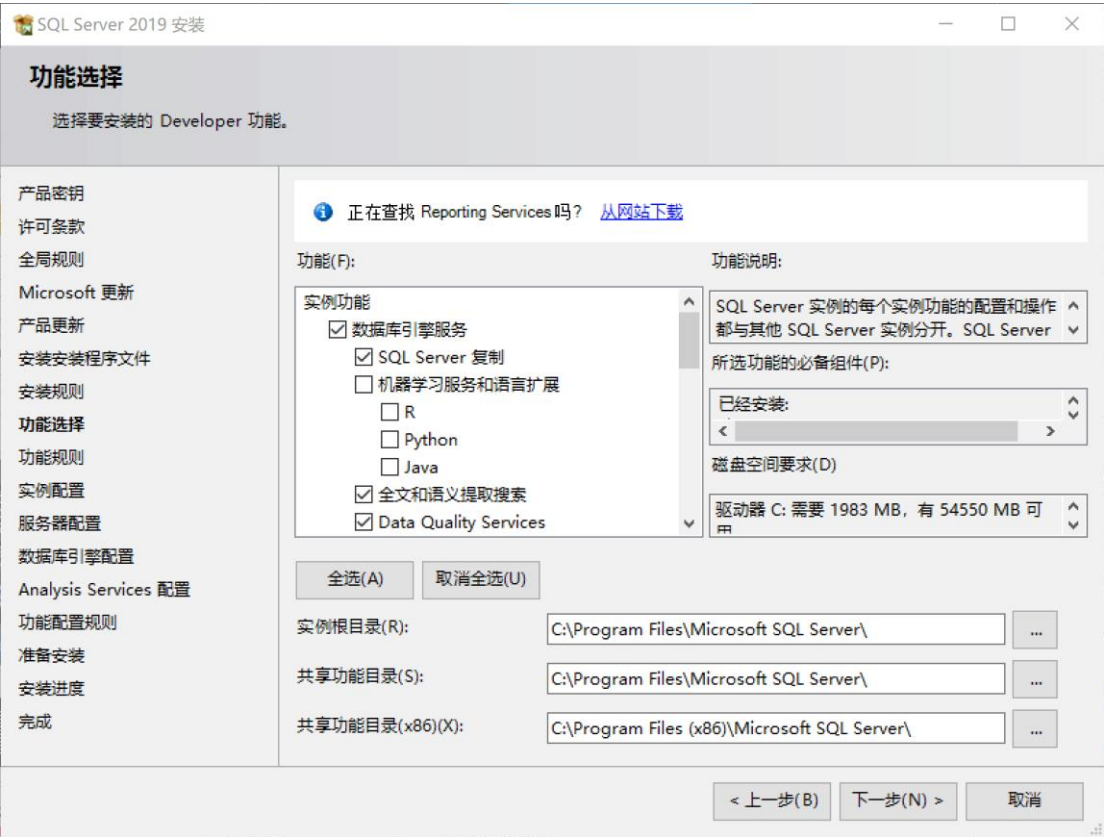 SQL Server 2019 安装
功能选择
选择要安装的 Developer 功能。
产品密钥
许可条款
全局规则
Microsoft 更新
产品更新
安装安装程序文件
安装规则
功能选择
功能规则
实例配置
服务器配置
数据库引擎配置
Analysis Services 配置
功能配置规则
准备安装
安装进度
完成
正在查找 Reporting Services 吗? 从网站下载
功能(F):
实例功能
数据库引擎服务
SQL Server 复制
机器学习服务和语言扩展
R
Python
Java
全文和语义提取搜索
Data Quality Services
功能说明:
SQL Server 实例的每个实例功能的配置和操作
都与其他 SQL Server 实例分开。SQL Server
所选功能的必备组件(P):
已经安装:
磁盘空间要求(D)
驱动器 C: 需要 1983 MB，有 54550 MB 可
用
全选(A) 取消全选(U)
实例根目录(R): C:\Program Files\Microsoft SQL Server\ ...
共享功能目录(S): C:\Program Files\Microsoft SQL Server\ ...
共享功能目录(x86)(X): C:\Program Files (x86)\Microsoft SQL Server\ ...
< 上一步(B) 下一步(N) > 取消